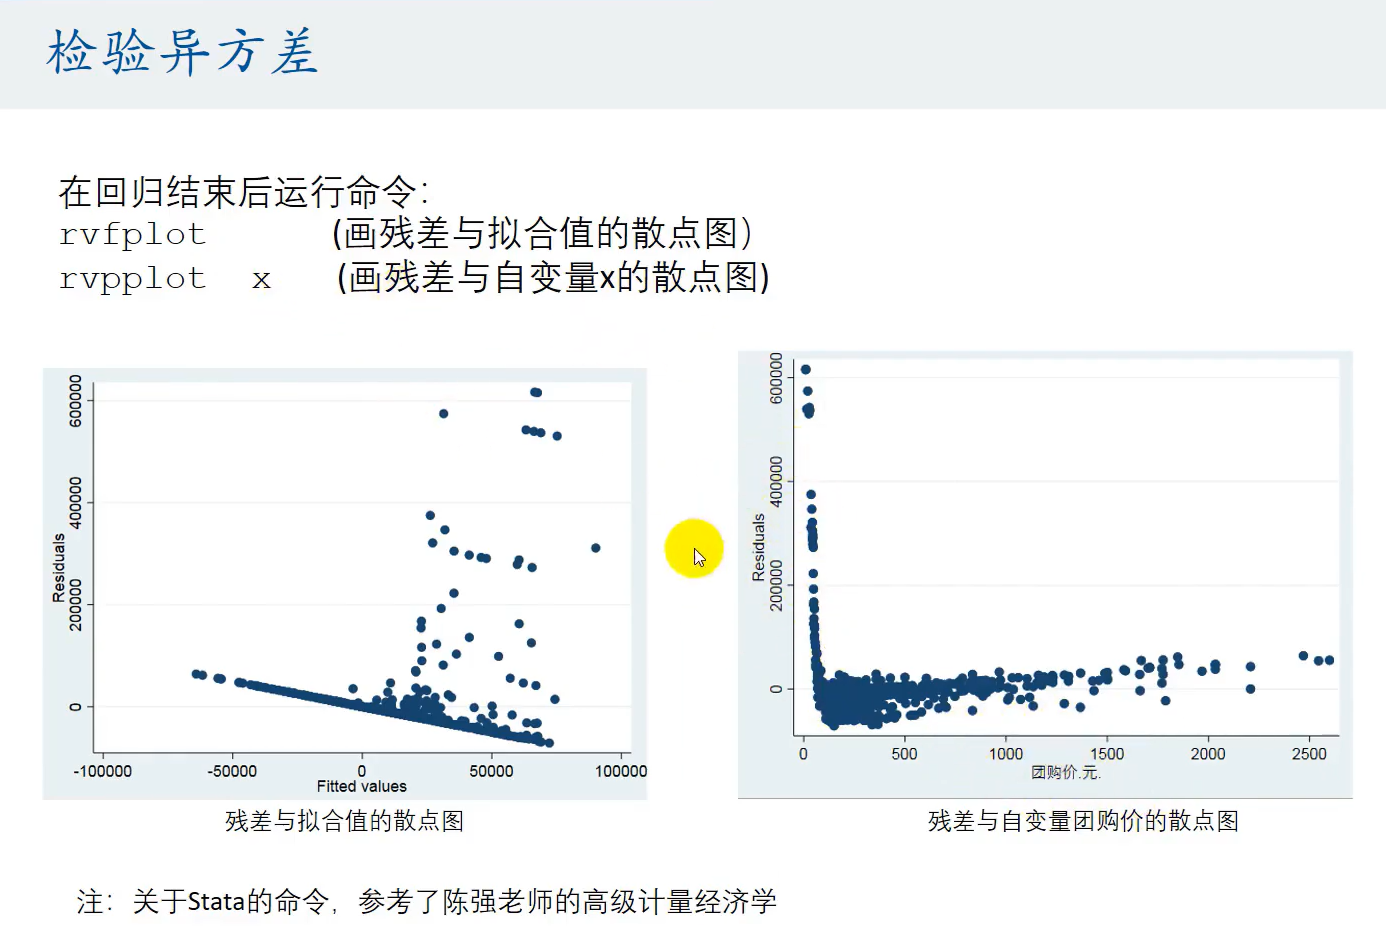 检验异方差
在回归结束后运行命令：
rvfplot (画残差与拟合值的散点图）
rvpplot x (画残差与自变量x的散点图)
600000
400000
200000
0
Residuals
-100000 -50000 0 50000 100000
Fitted values
残差与拟合值的散点图
600000
400000
200000
0
Residuals
0 500 1000 1500 2000 2500
团购价.元.
残差与自变量团购价的散点图
注：关于Stata的命令，参考了陈强老师的高级计量经济学